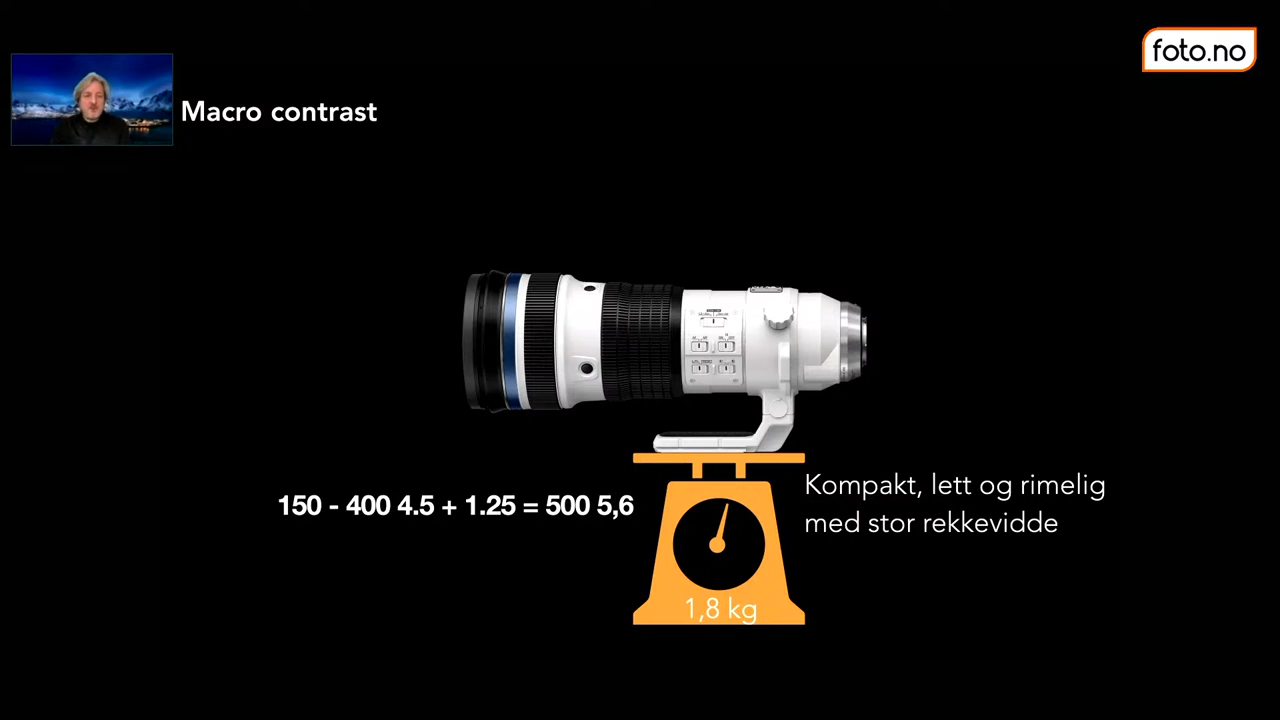 foto.no
Macro contrast
150 - 400 4.5 + 1.25 = 500 5,6
Kompakt, lett og rimelig
med stor rekkevidde
1,8 kg